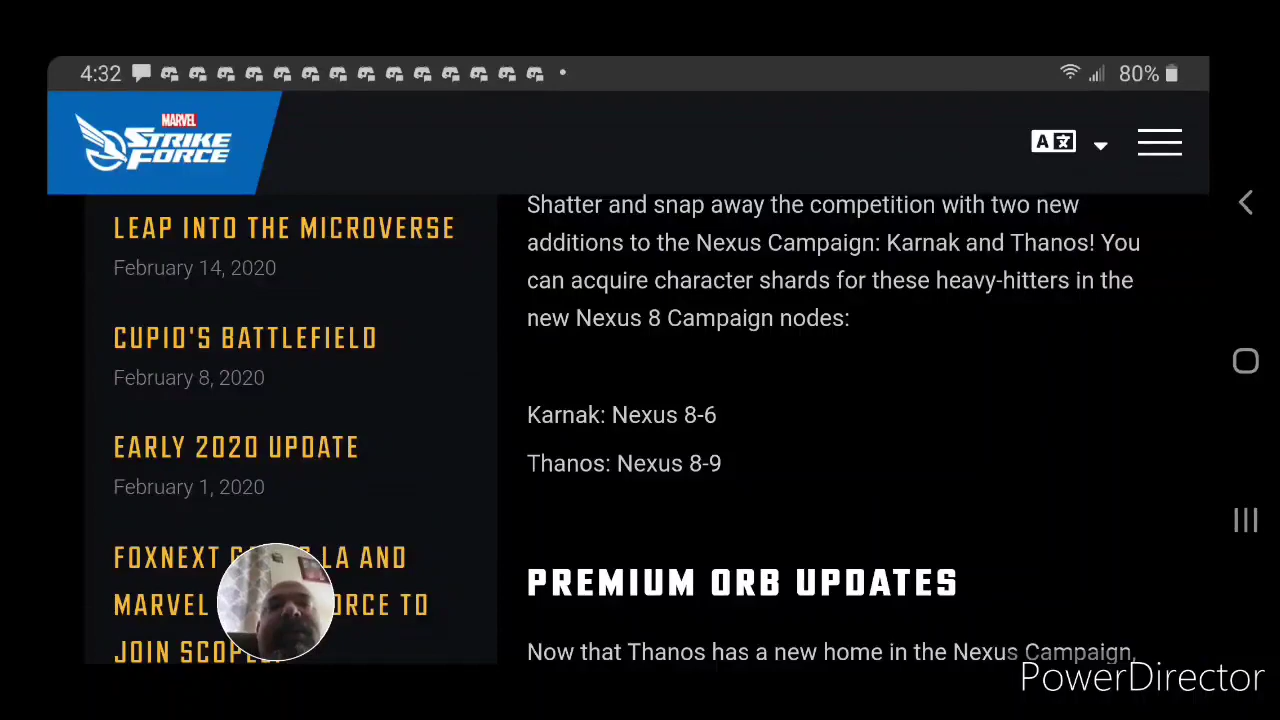 4:32
80%
MARVEL
STRIKE
FORCE
A文
LEAP INTO THE MICROVERSE
February 14, 2020
CUPID'S BATTLEFIELD
February 8, 2020
EARLY 2020 UPDATE
February 1, 2020
FOXNEXT LA AND
MARVEL ORCE TO
JOIN
Shatter and snap away the competition with two new
additions to the Nexus Campaign: Karnak and Thanos! You
can acquire character shards for these heavy-hitters in the
new Nexus 8 Campaign nodes:
Karnak: Nexus 8-6
Thanos: Nexus 8-9
PREMIUM ORB UPDATES
Now that Thanos has a new home in the Nexus Campaign,
PowerDirector